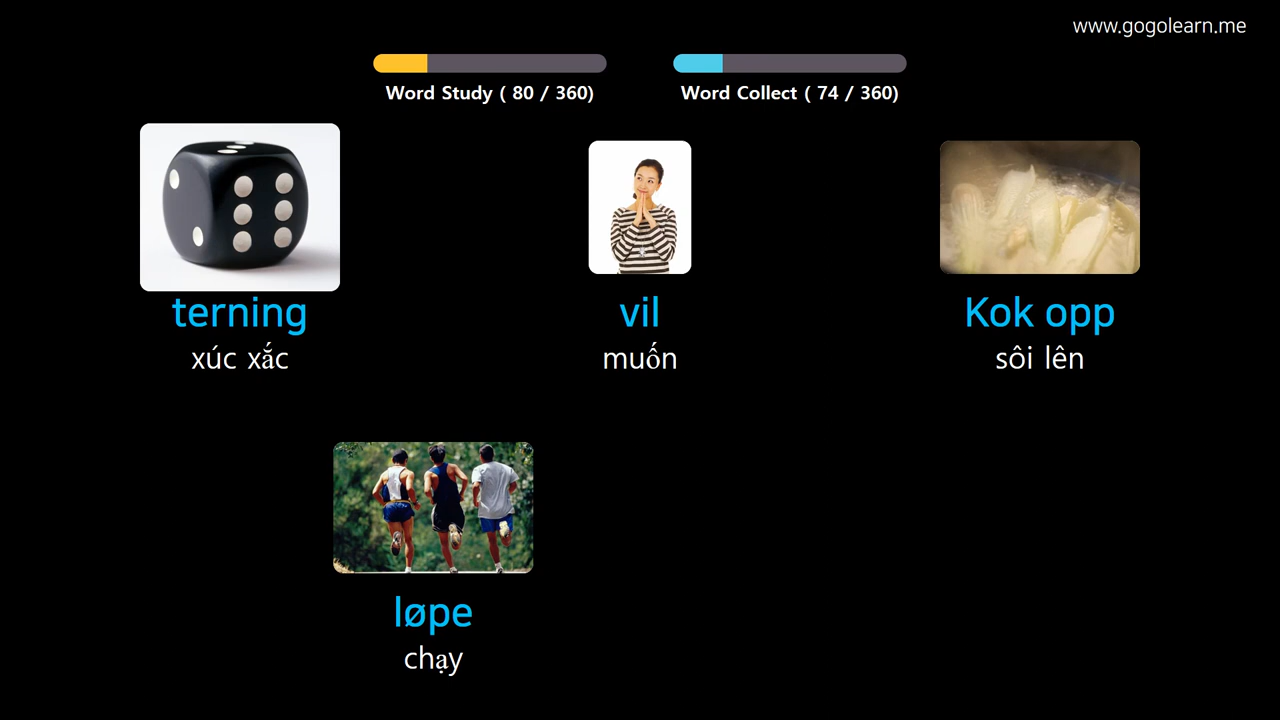 www.gogolearn.me
Word Study ( 80 / 360)
Word Collect ( 74 / 360)
terning
xúc xắc
vil
muốn
Kok opp
sôi lên
løpe
chạy